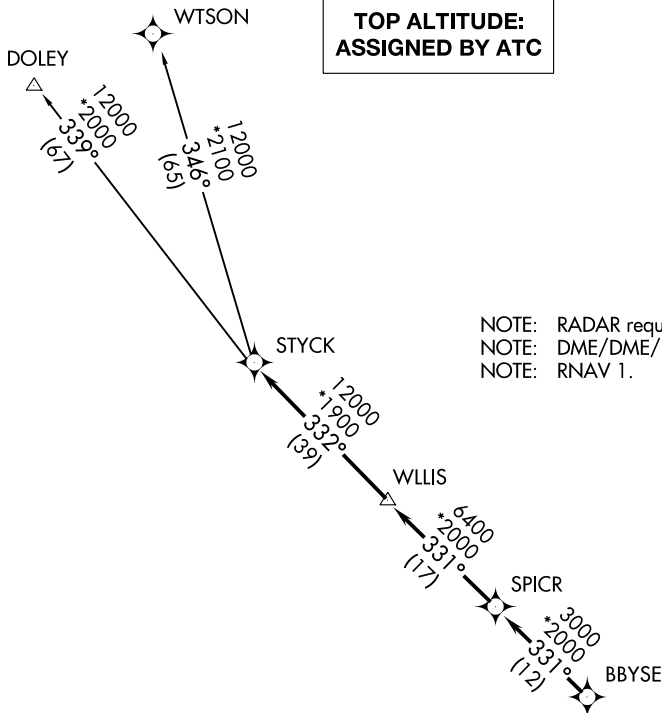 TOP ALTITUDE:
ASSIGNED BY ATC
WTSON
DOLEY
12000
*2000
339°
(67)
12000
*2100
346°
(65)
NOTE: RADAR
NOTE: DME/DME/
NOTE: RNAV 1.
STYCK
12000
*1900
332°
(39)
WLLIS
6400
*2000
331°
(17)
SPICR
3000
*2000
331°
(12)
BBYSE